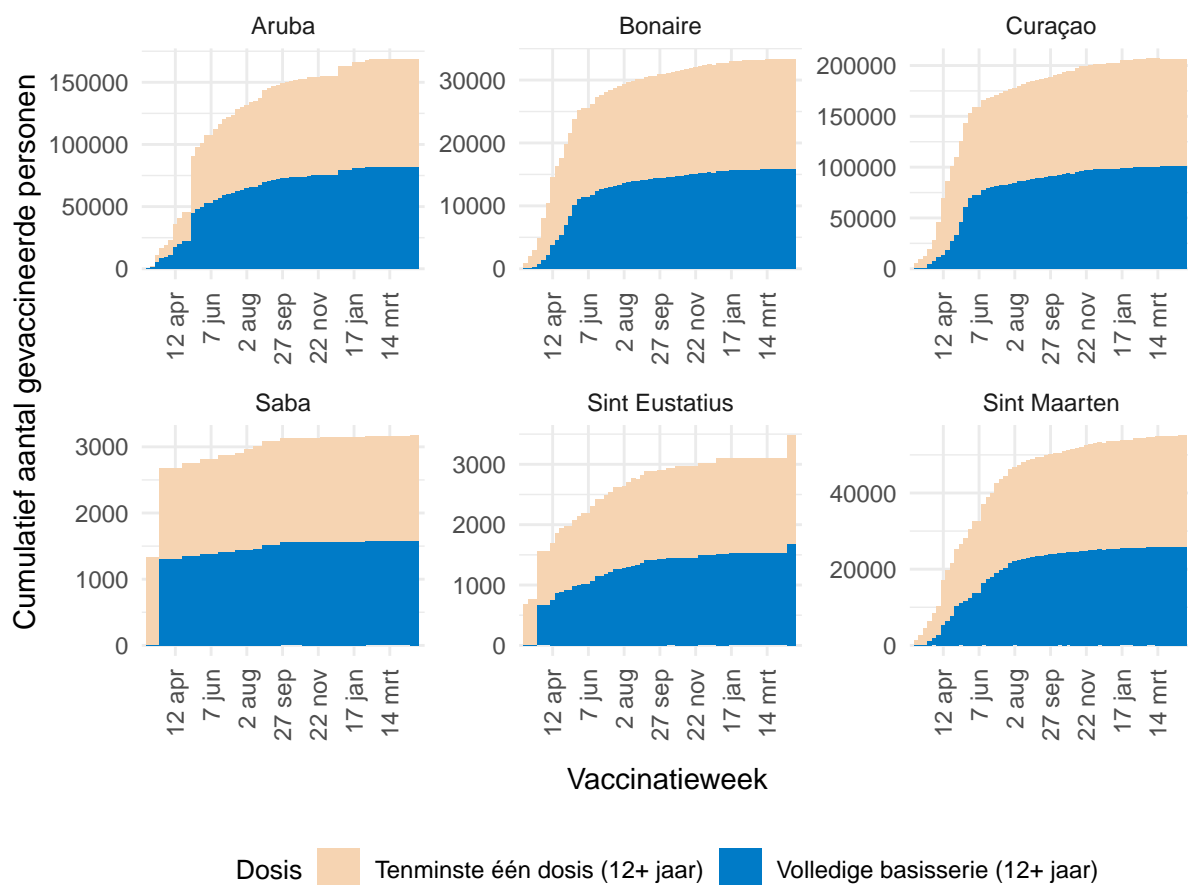 Aruba
Bonaire
Curaçao
Cumulatief aantal gevaccineerde personen
150000
100000
50000
0
30000
20000
10000
0
200000
150000
100000
50000
0
12 apr
7 jun
2 aug
27 sep
22 nov
17 jan
14 mrt
12 apr
7 jun
2 aug
27 sep
22 nov
17 jan
14 mrt
12 apr
7 jun
2 aug
27 sep
22 nov
17 jan
14 mrt
Saba
Sint Eustatius
Sint Maarten
3000
2000
1000
0
3000
2000
1000
0
40000
20000
0
12 apr
7 jun
2 aug
27 sep
22 nov
17 jan
14 mrt
12 apr
7 jun
2 aug
27 sep
22 nov
17 jan
14 mrt
12 apr
7 jun
2 aug
27 sep
22 nov
17 jan
14 mrt
Vaccinatieweek
Dosis Tenminste één dosis (12+ jaar) Volledige basisserie (12+ jaar)